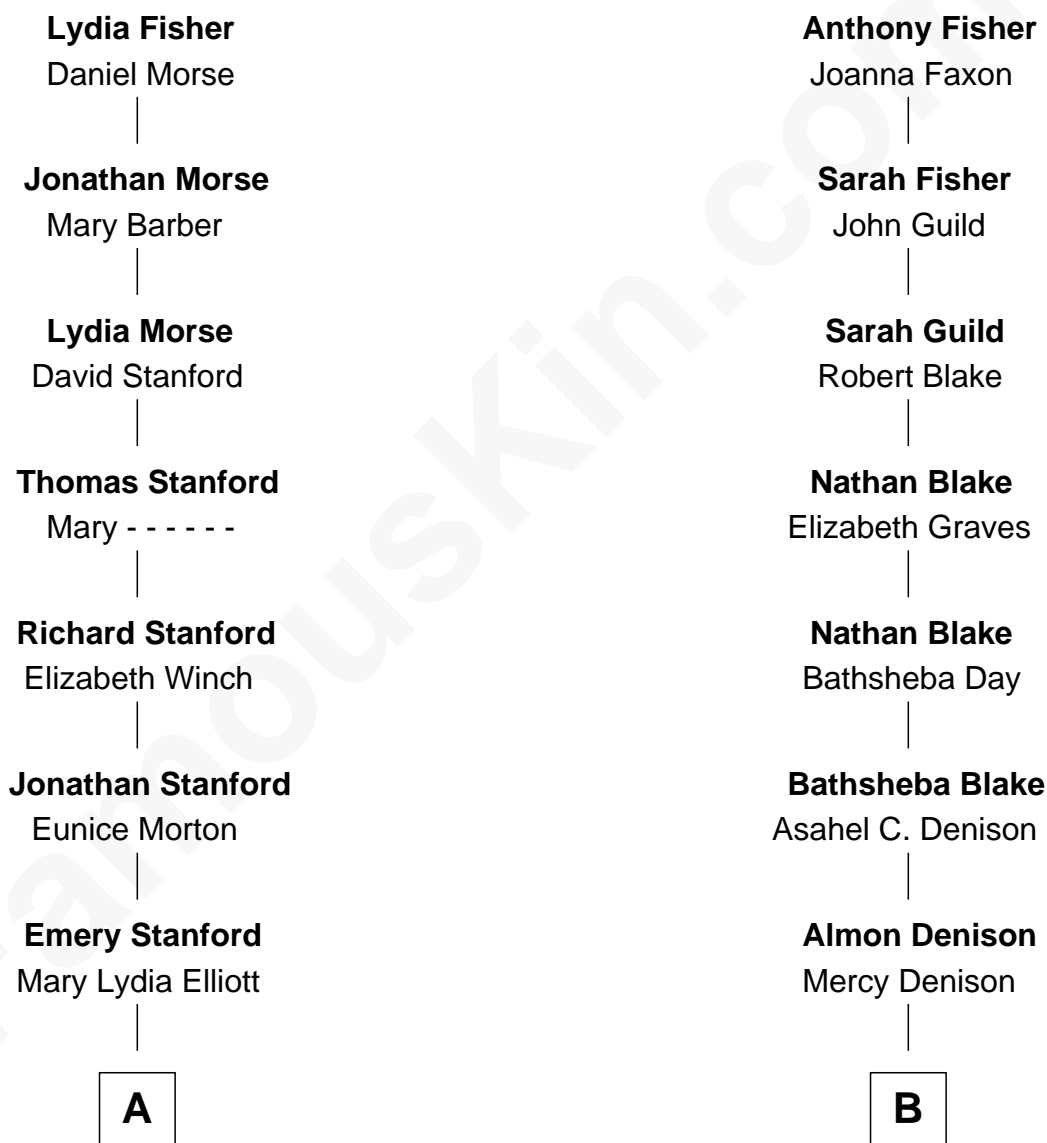 Lydia Fisher
Daniel Morse
Jonathan Morse
Mary Barber
Lydia Morse
David Stanford
Thomas Stanford
Mary - - - - - -
Richard Stanford
Elizabeth Winch
Jonathan Stanford
Eunice Morton
Emery Stanford
Mary Lydia Elliott
A
Anthony Fisher
Joanna Faxon
Sarah Fisher
John Guild
Sarah Guild
Robert Blake
Nathan Blake
Elizabeth Graves
Nathan Blake
Bathsheba Day
Bathsheba Blake
Asahel C. Denison
Almon Denison
Mercy Denison
B
FamousKin.com